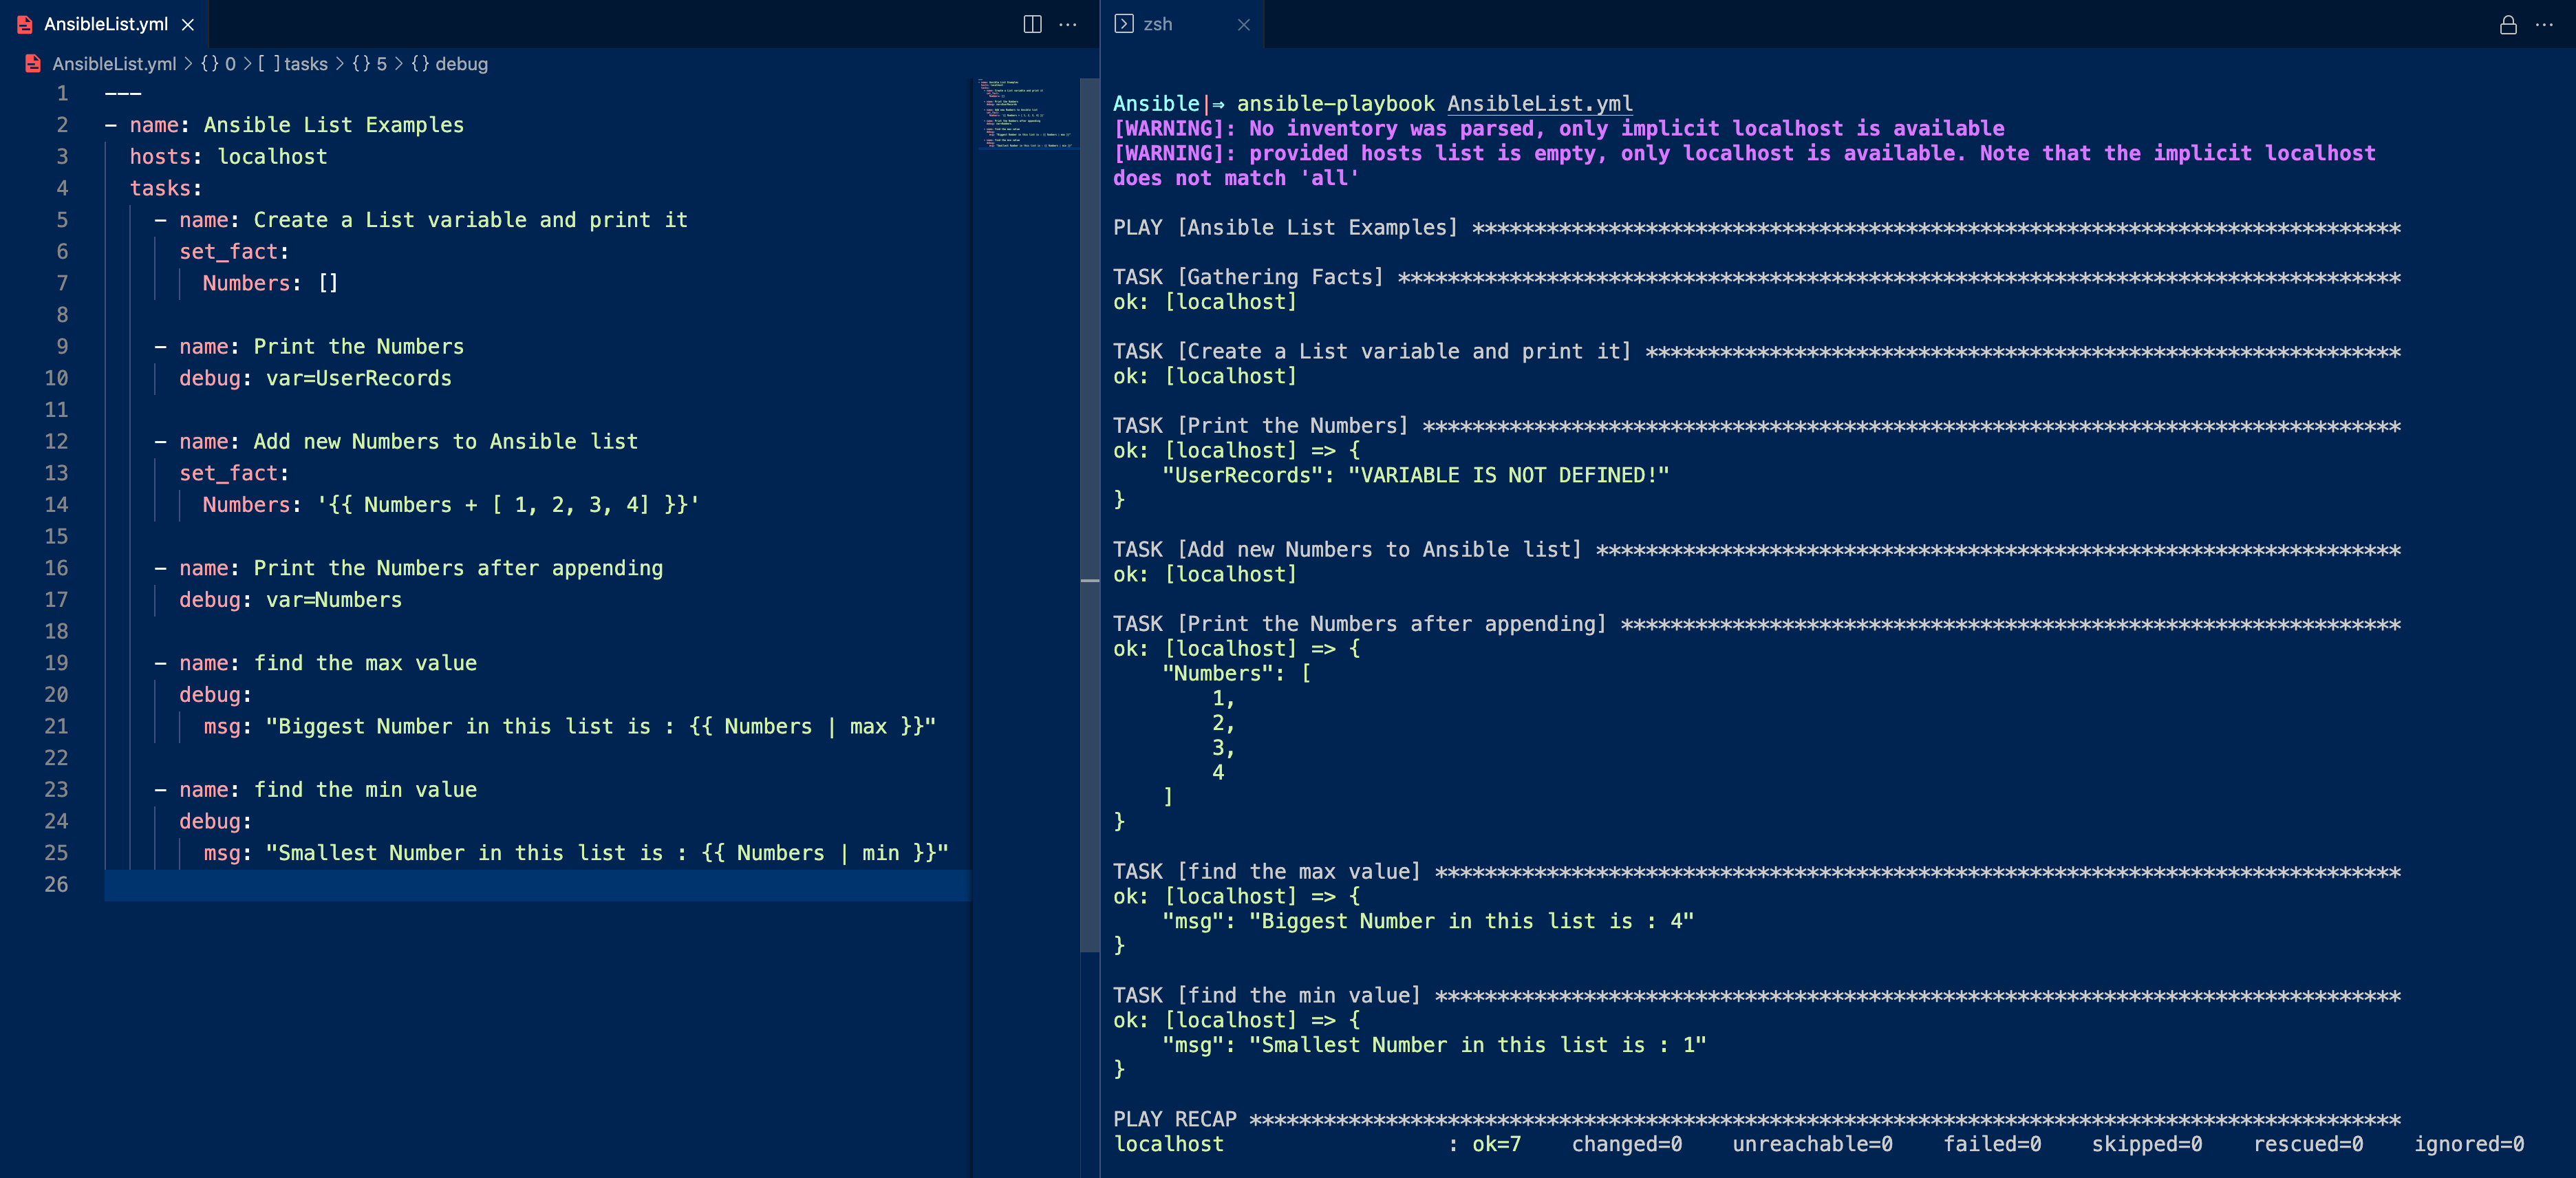 AnsibleList.yml
AnsibleList.yml > {} 0 > [ ] tasks > {} 5 > {} debug
1 ---
2 - name: Ansible List Examples
3   hosts: localhost
4   tasks:
5     - name: Create a List variable and print it
6       set_fact:
7         Numbers: []
8
9     - name: Print the Numbers
10       debug: var=UserRecords
11
12     - name: Add new Numbers to Ansible list
13       set_fact:
14         Numbers: '{{ Numbers + [ 1, 2, 3, 4] }}'
15
16     - name: Print the Numbers after appending
17       debug: var=Numbers
18
19     - name: find the max value
20       debug:
21         msg: "Biggest Number in this list is : {{ Numbers | max }}"
22
23     - name: find the min value
24       debug:
25         msg: "Smallest Number in this list is : {{ Numbers | min }}"
26
zsh
Ansible|⇒ ansible-playbook AnsibleList.yml
[WARNING]: No inventory was parsed, only implicit localhost is available
[WARNING]: provided hosts list is empty, only localhost is available. Note that the implicit localhost
does not match 'all'
PLAY [Ansible List Examples] ***************************************************************************
TASK [Gathering Facts] *********************************************************************************
ok: [localhost]
TASK [Create a List variable and print it] *************************************************************
ok: [localhost]
TASK [Print the Numbers] *******************************************************************************
ok: [localhost] => {
    "UserRecords": "VARIABLE IS NOT DEFINED!"
}
TASK [Add new Numbers to Ansible list] *****************************************************************
ok: [localhost]
TASK [Print the Numbers after appending] ***************************************************************
ok: [localhost] => {
    "Numbers": [
        1,
        2,
        3,
        4
    ]
}
TASK [find the max value] ******************************************************************************
ok: [localhost] => {
    "msg": "Biggest Number in this list is : 4"
}
TASK [find the min value] ******************************************************************************
ok: [localhost] => {
    "msg": "Smallest Number in this list is : 1"
}
PLAY RECAP *********************************************************************************************
localhost                  : ok=7    changed=0    unreachable=0    failed=0    skipped=0    rescued=0    ignored=0